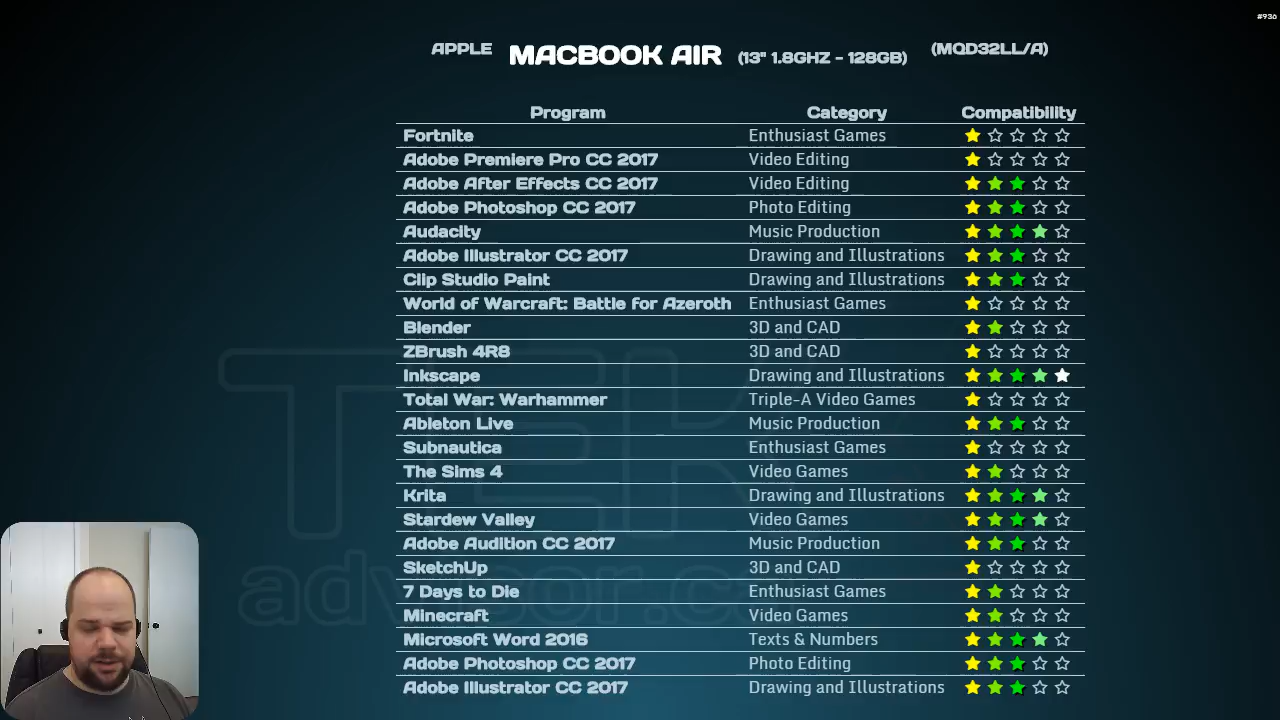 #936
APPLE MACBOOK AIR (13" 1.8GHZ - 128GB) (MQD32LL/A)
Program Category Compatibility
Fortnite Enthusiast Games
Adobe Premiere Pro CC 2017 Video Editing
Adobe After Effects CC 2017 Video Editing
Adobe Photoshop CC 2017 Photo Editing
Audacity Music Production
Adobe Illustrator CC 2017 Drawing and Illustrations
Clip Studio Paint Drawing and Illustrations
World of Warcraft: Battle for Azeroth Enthusiast Games
Blender 3D and CAD
ZBrush 4R8 3D and CAD
Inkscape Drawing and Illustrations
Total War: Warhammer Triple-A Video Games
Ableton Live Music Production
Subnautica Enthusiast Games
The Sims 4 Video Games
Krita Drawing and Illustrations
Stardew Valley Video Games
Adobe Audition CC 2017 Music Production
SketchUp 3D and CAD
7 Days to Die Enthusiast Games
Minecraft Video Games
Microsoft Word 2016 Texts & Numbers
Adobe Photoshop CC 2017 Photo Editing
Adobe Illustrator CC 2017 Drawing and Illustrations
TEK
advisor.ca